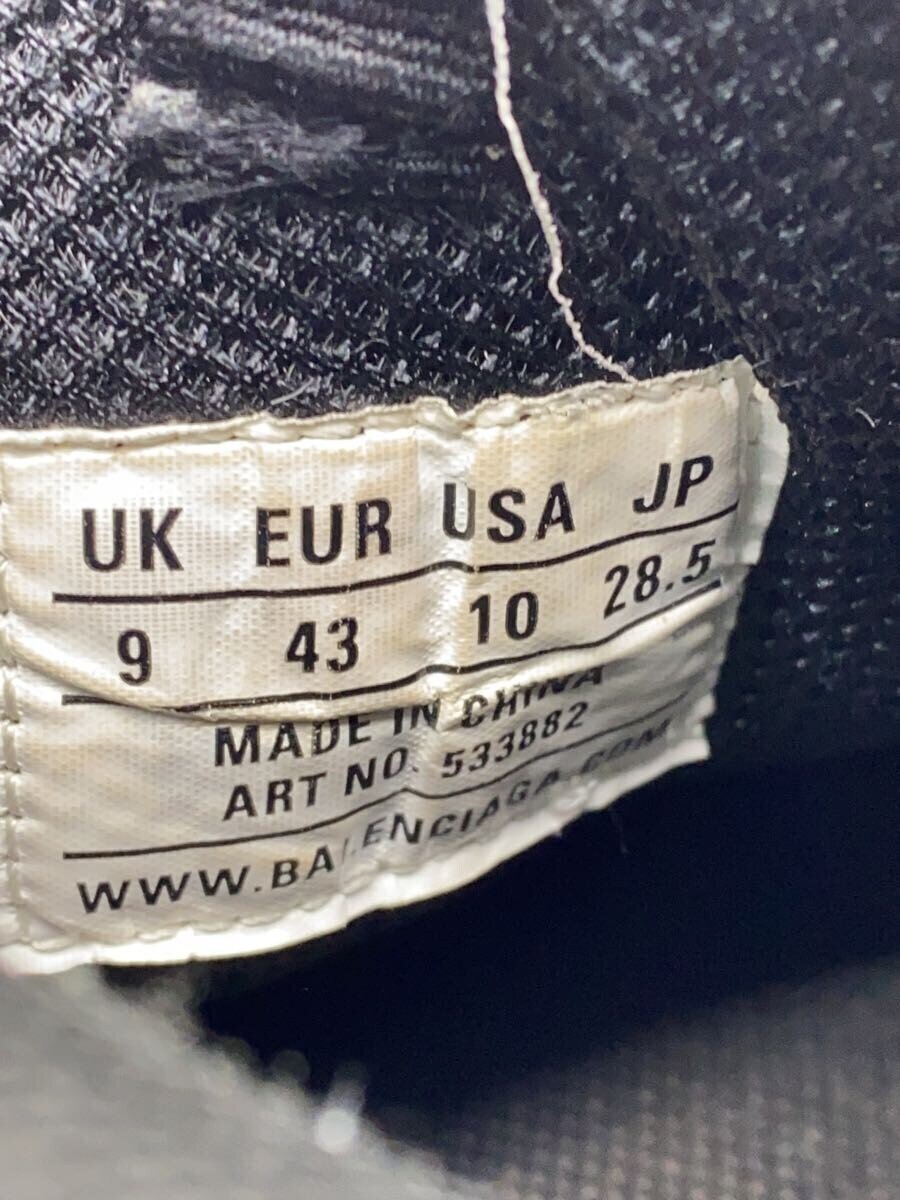 UK EUR USA JP
9 43 10 28.5
MADE IN CHINA
ART NO. 533882
WWW.BALENCIAGA.COM